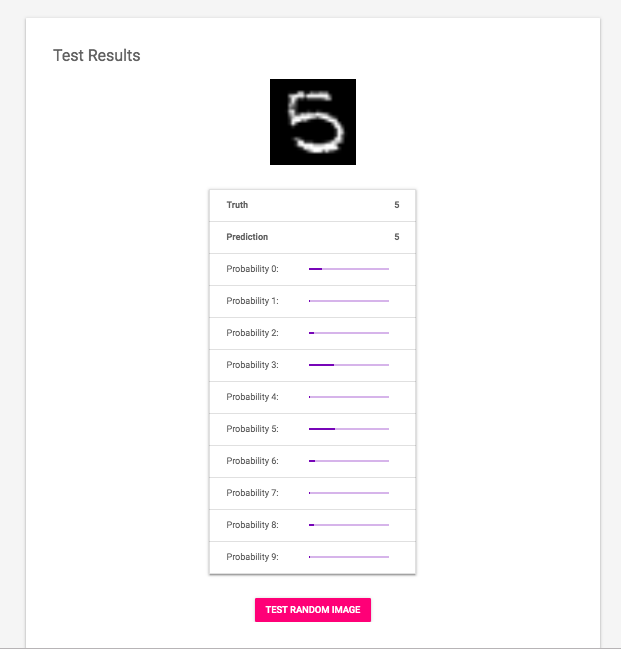 Test Results
5
Truth 5
Prediction 5
Probability 0:
Probability 1:
Probability 2:
Probability 3:
Probability 4:
Probability 5:
Probability 6:
Probability 7:
Probability 8:
Probability 9:
TEST RANDOM IMAGE